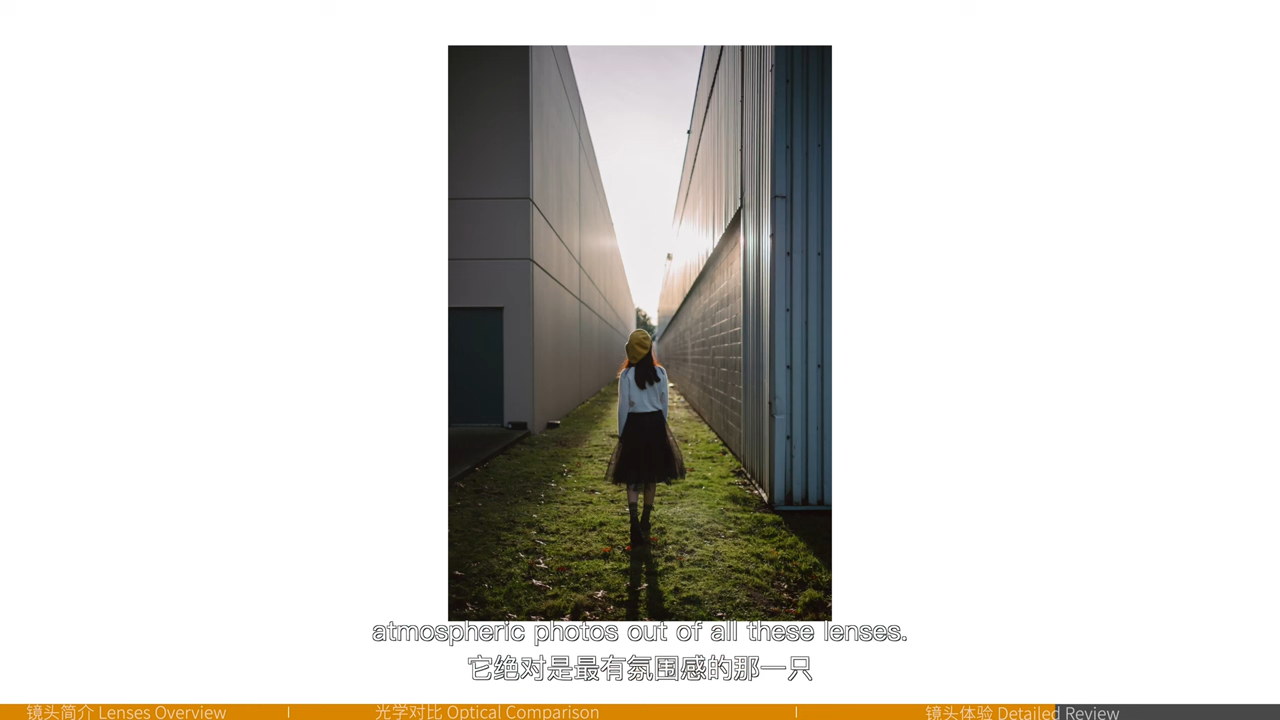 atmospheric photos out of all these lenses.
它绝对是最有氛围感的那一只
镜头简介 Lenses Overview
光学对比 Optical Comparison
镜头体验 Detailed Review